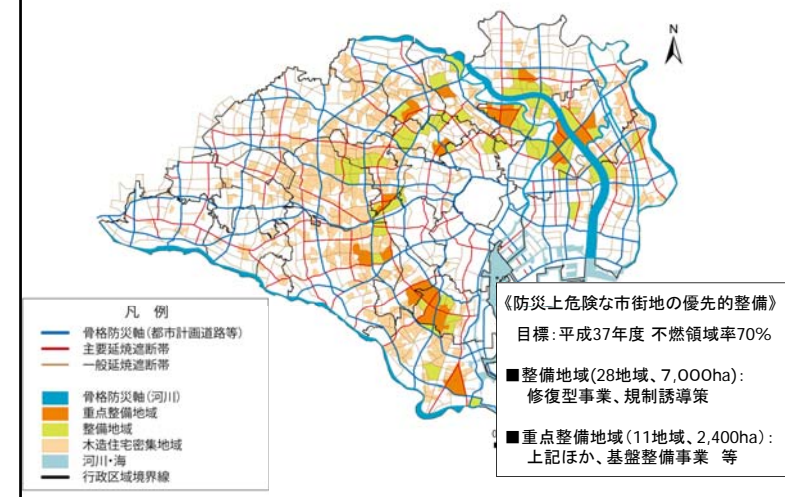 N
凡 例
骨格防災軸(都市計画道路等)
主要延焼遮断帯
一般延焼遮断帯
骨格防災軸(河川)
重点整備地域
整備地域
木造住宅密集地域
河川・海
行政区域境界線
《防災上危険な市街地の優先的整備》
目標:平成37年度 不燃領域率70%
■整備地域(28地域、7,000ha):
修復型事業、規制誘導策
■重点整備地域(11地域、2,400ha):
上記ほか、基盤整備事業 等